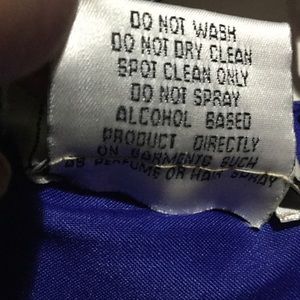 DO NOT WASH
DO NOT DRY CLEAN
SPOT CLEAN ONLY
DO NOT SPRAY
ALCOHOL BASED
PRODUCT DIRECTLY
ON GARMENTS SUCH
AS PERFUME OR HAIR SPRAY